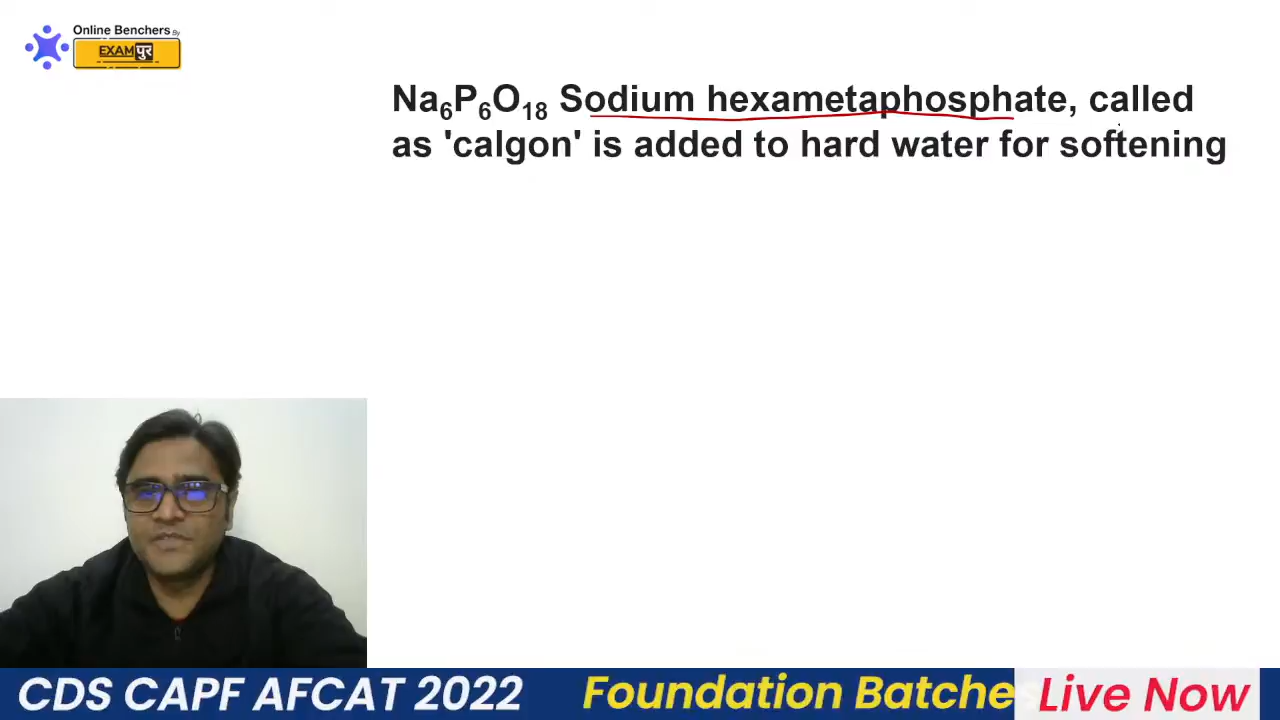 Online Benchers By
EXAMपुर
Na₆P₆O₁₈ Sodium hexametaphosphate, called
as 'calgon' is added to hard water for softening
CDS CAPF AFCAT 2022
Foundation Batches
Live Now